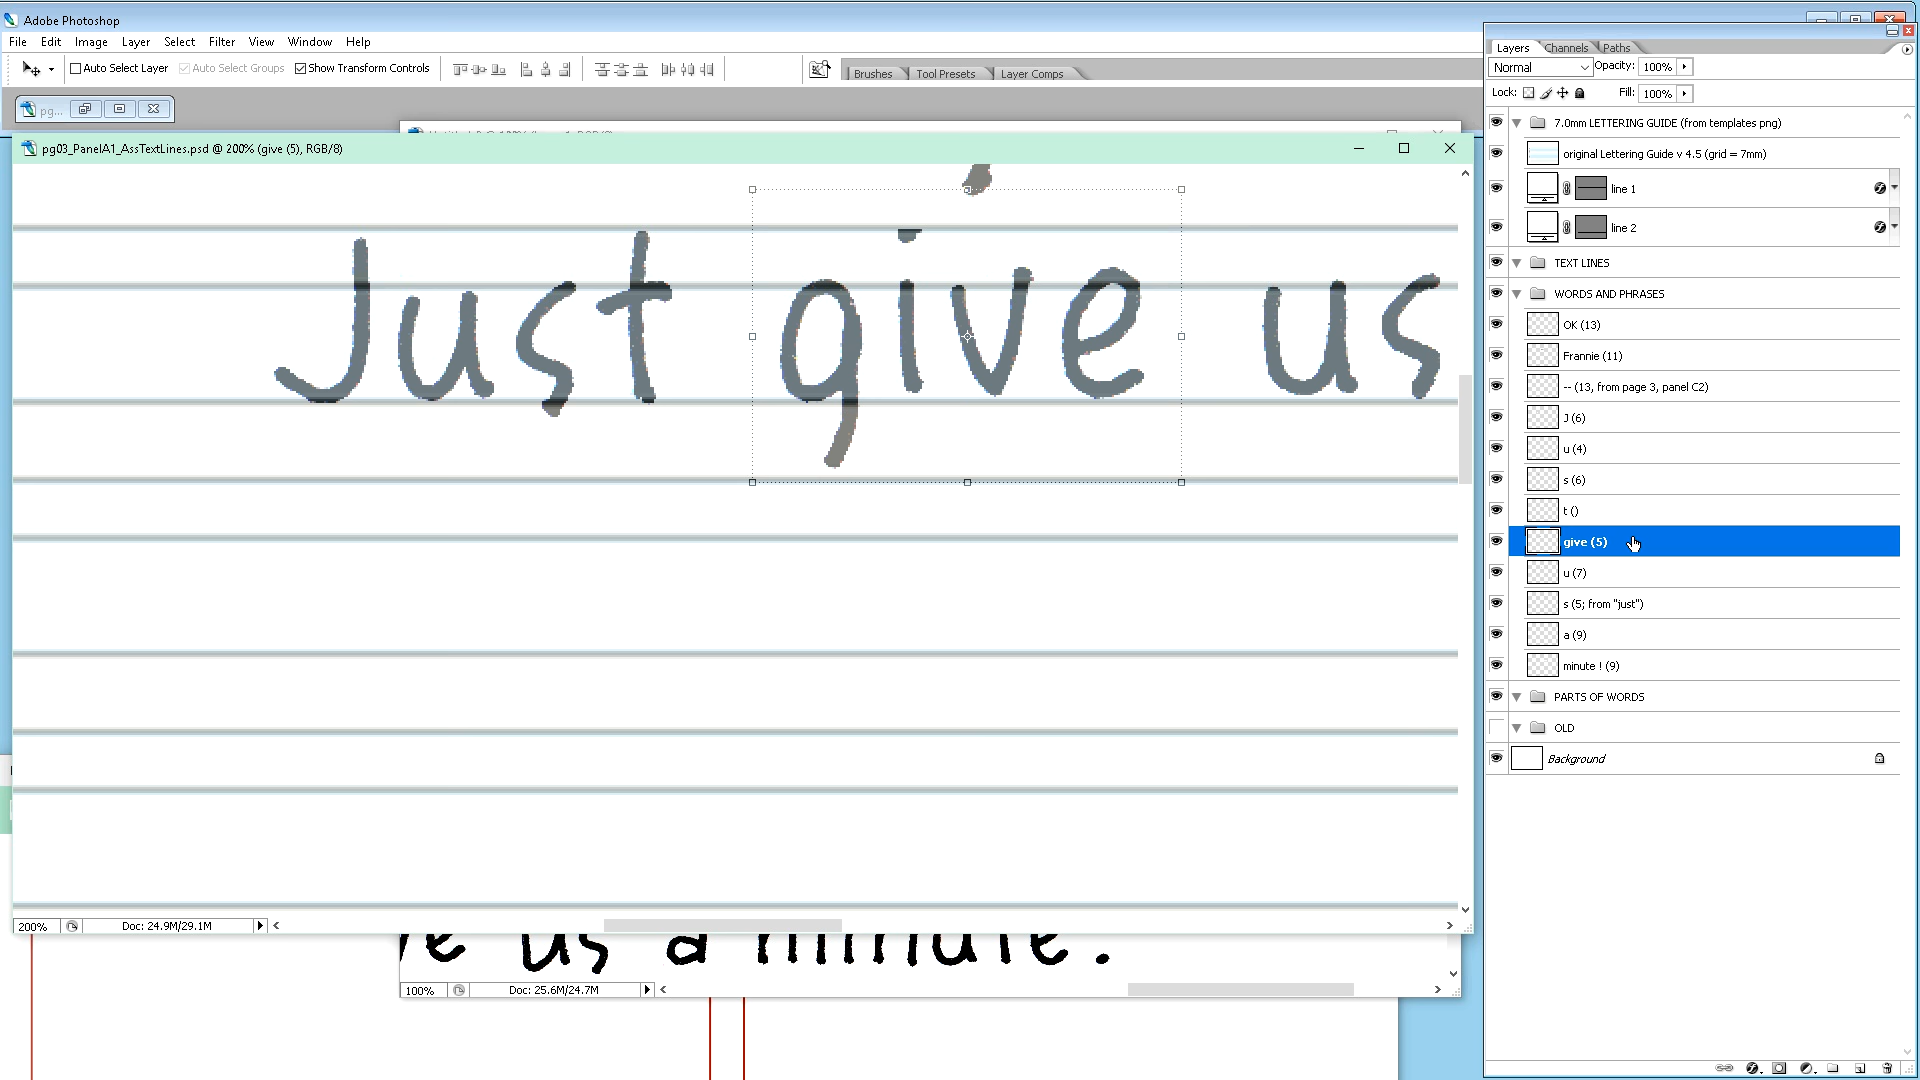 Adobe Photoshop
File Edit Image Layer Select Filter View Window Help
Auto Select Layer Auto Select Groups Show Transform Controls
Brushes Tool Presets Layer Comps
pg...
pg03_PanelA1_AssTextLines.psd @ 200% (give (5), RGB/8)
Just give us
200% Doc: 24.9M/29.1M
us a minute.
100% Doc: 25.6M/24.7M
Layers Channels Paths
Normal Opacity: 100%
Lock: Fill: 100%
7.0mm LETTERING GUIDE (from templates png)
original Lettering Guide v 4.5 (grid = 7mm)
line 1
line 2
TEXT LINES
WORDS AND PHRASES
OK (13)
Frannie (11)
-- (13, from page 3, panel C2)
J (6)
u (4)
s (6)
t ()
give (5)
u (7)
s (5; from "just")
a (9)
minute ! (9)
PARTS OF WORDS
OLD
Background